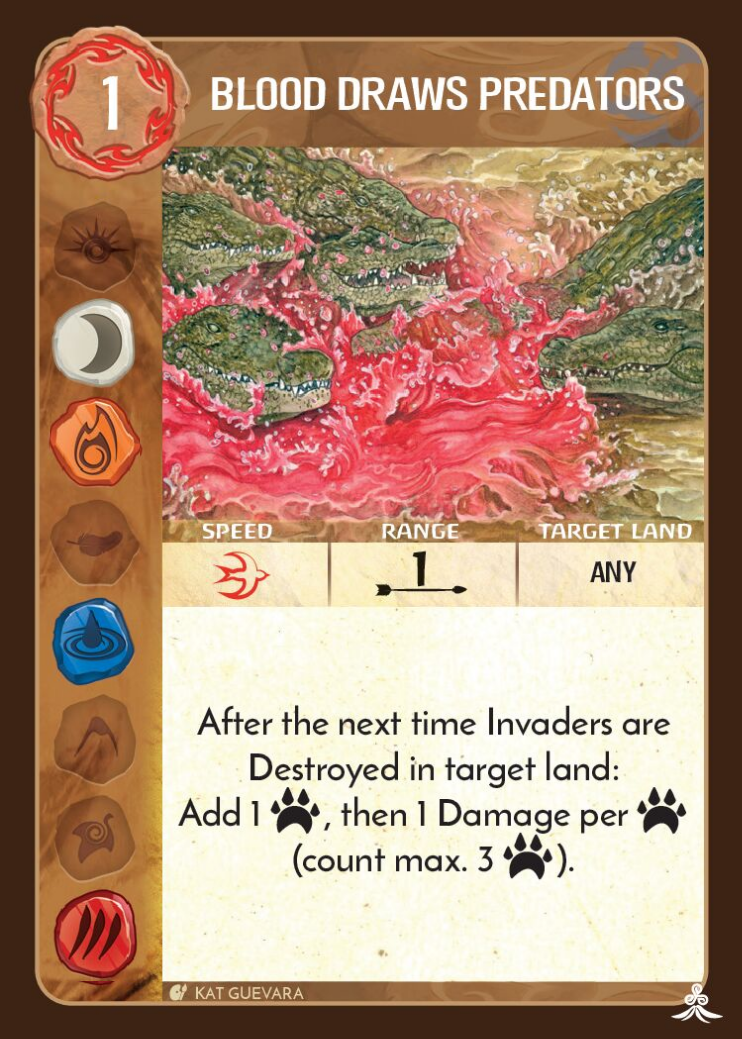 1
BLOOD DRAWS PREDATORS
SPEED RANGE TARGET LAND
1 ANY
After the next time Invaders are
Destroyed in target land:
Add 1 , then 1 Damage per
(count max. 3 ).
KAT GUEVARA